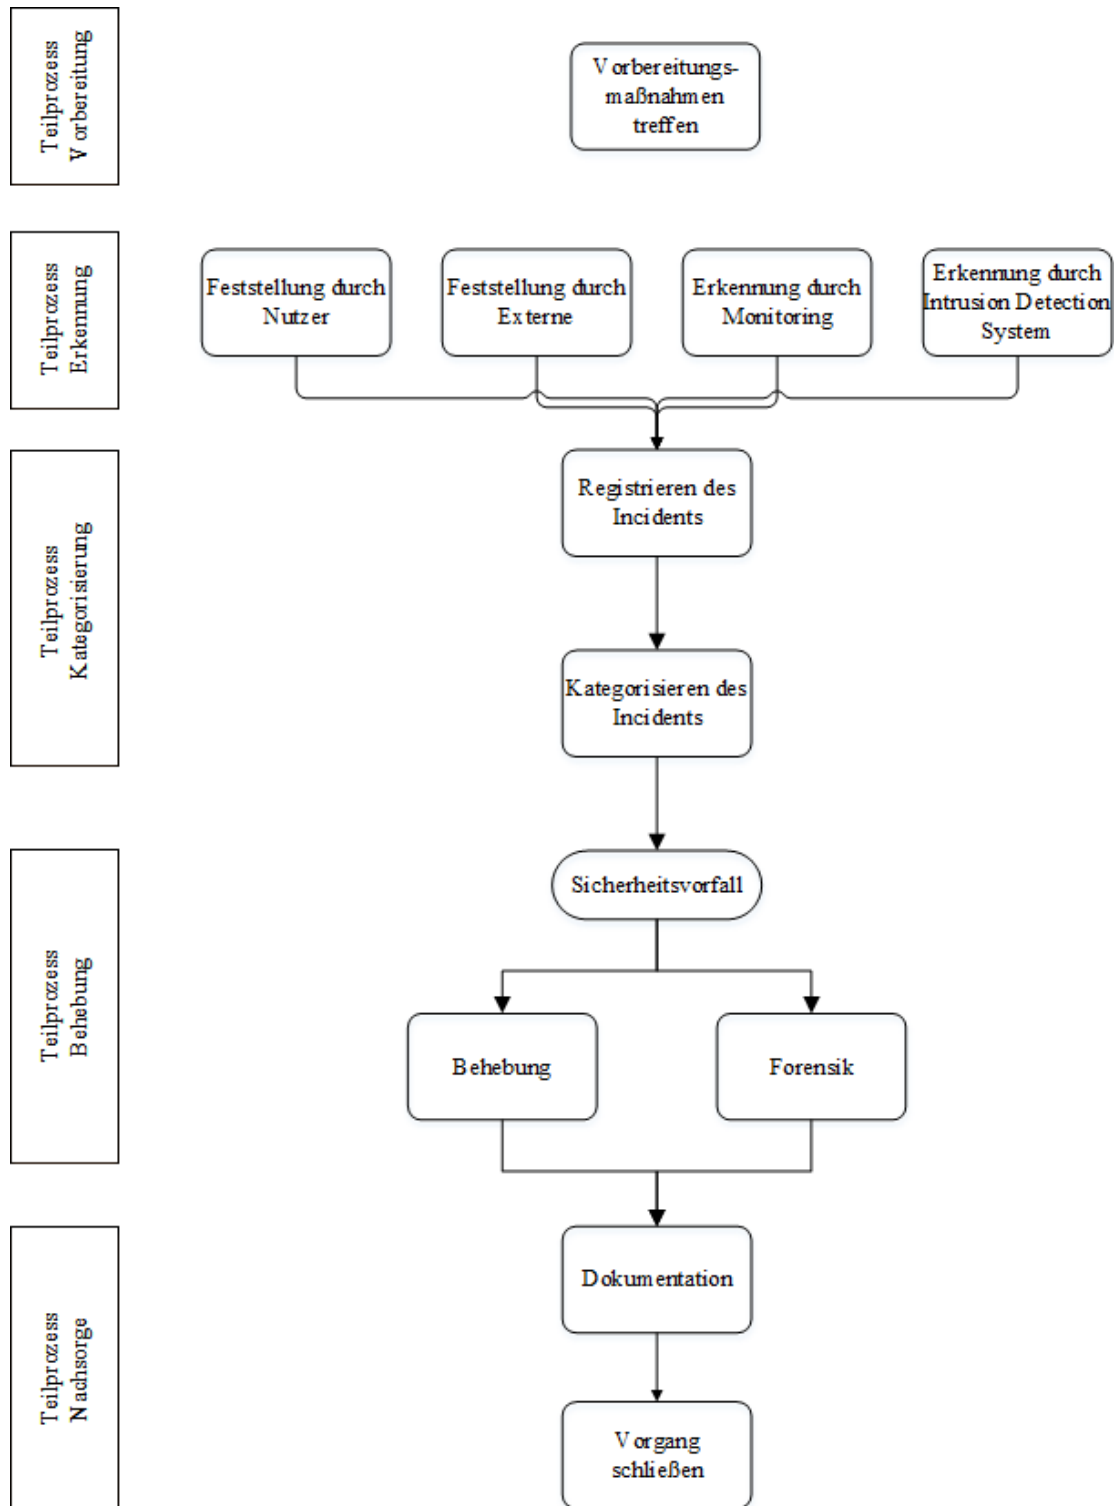 Teilprozess
Vorbereitung
Vorbereitungs-
maßnahmen
treffen
Teilprozess
Erkennung
Feststellung durch
Nutzer
Feststellung durch
Externe
Erkennung durch
Monitoring
Erkennung durch
Intrusion Detection
System
Teilprozess
Kategorisierung
Registrieren des
Incidents
Kategorisieren des
Incidents
Teilprozess
Behebung
Sicherheitsvorfall
Behebung
Forensik
Teilprozess
Nachsorge
Dokumentation
Vorgang
schließen